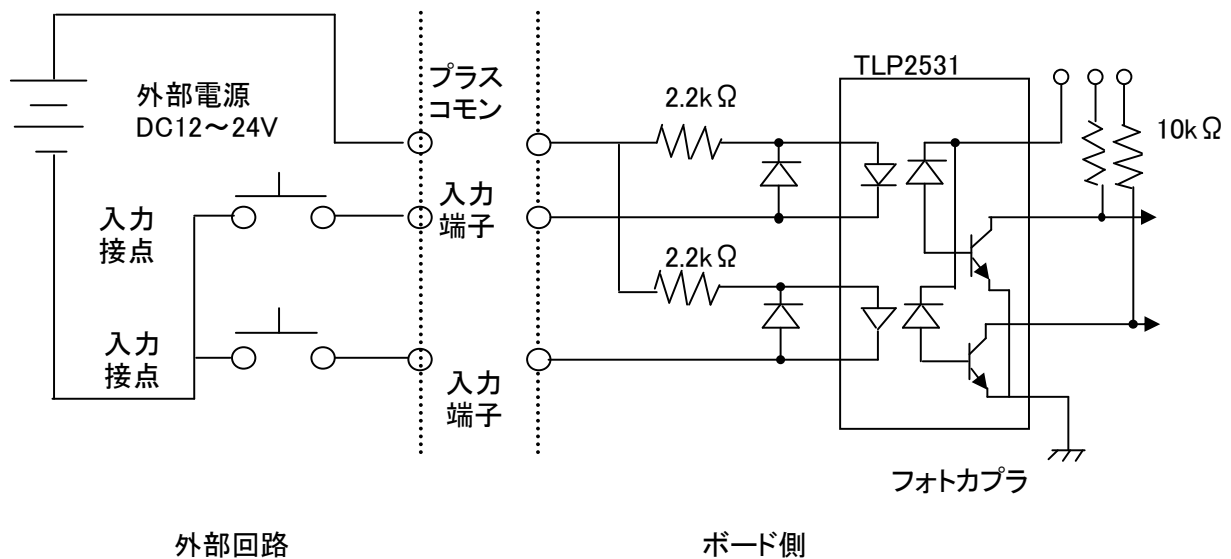 外部電源
DC12～24V
プラス
コモン
TLP2531
2.2kΩ
10kΩ
入力
接点
入力
端子
2.2kΩ
入力
接点
入力
端子
フォトカプラ
外部回路
ボード側